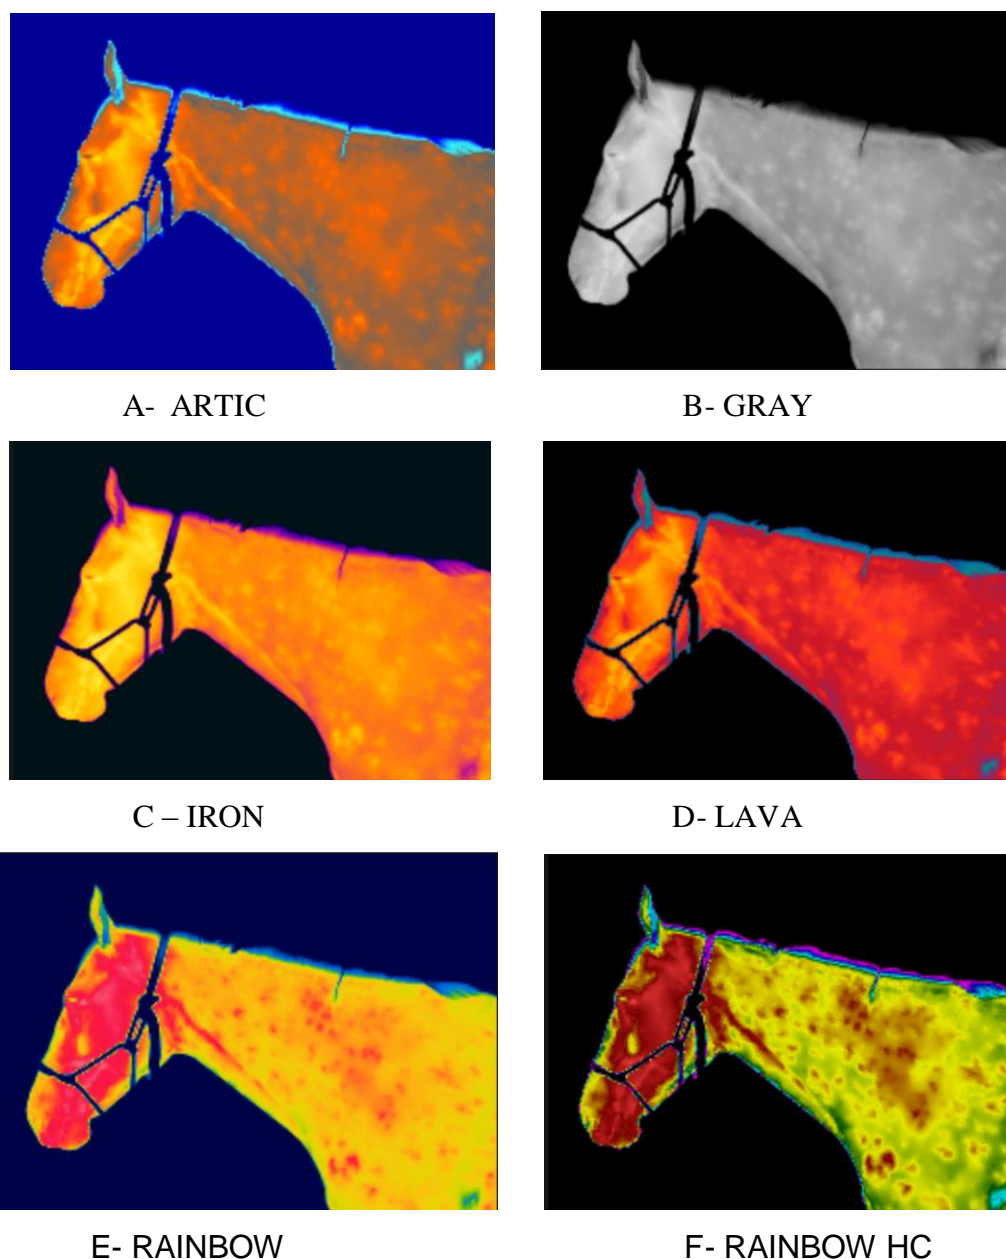 A- ARTIC
B- GRAY
C – IRON
D- LAVA
E- RAINBOW
F- RAINBOW HC